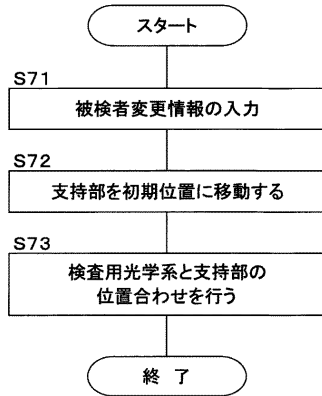 スタート
S71
被検者変更情報の入力
S72
支持部を初期位置に移動する
S73
検査用光学系と支持部の
位置合わせを行う
終 了